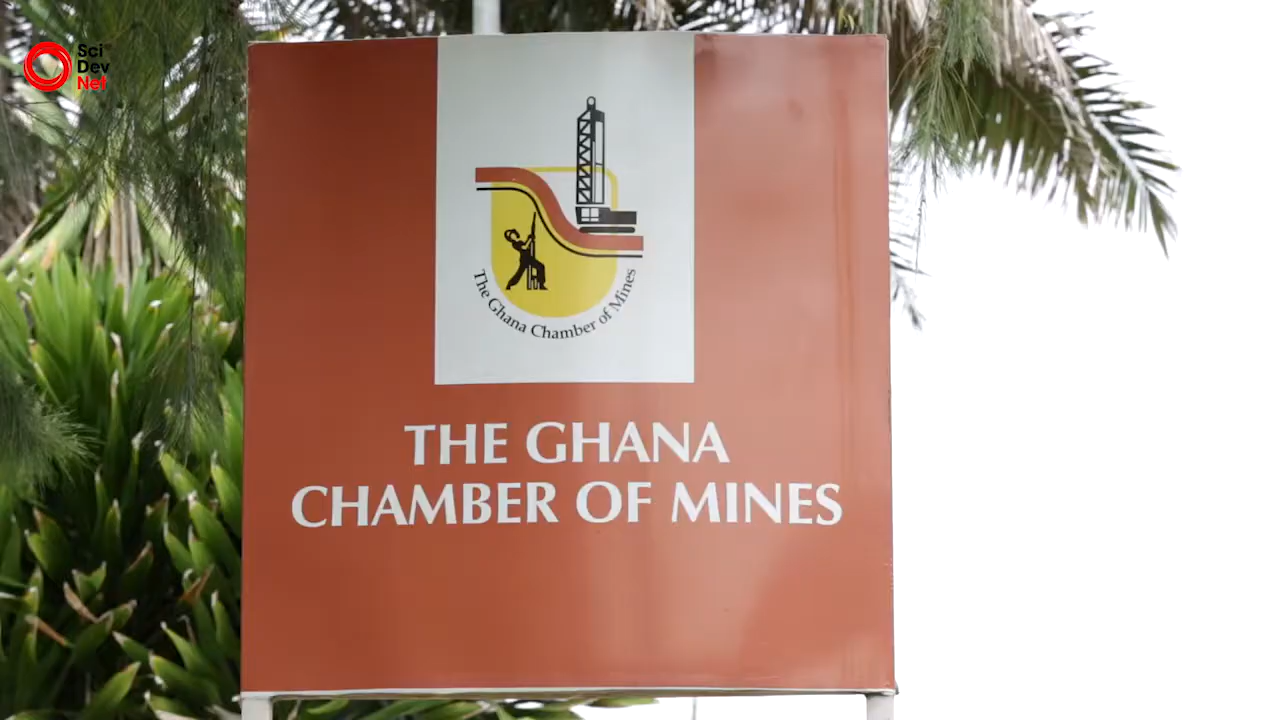 Sci
Dev
Net
The Ghana Chamber of Mines
THE GHANA
CHAMBER OF MINES